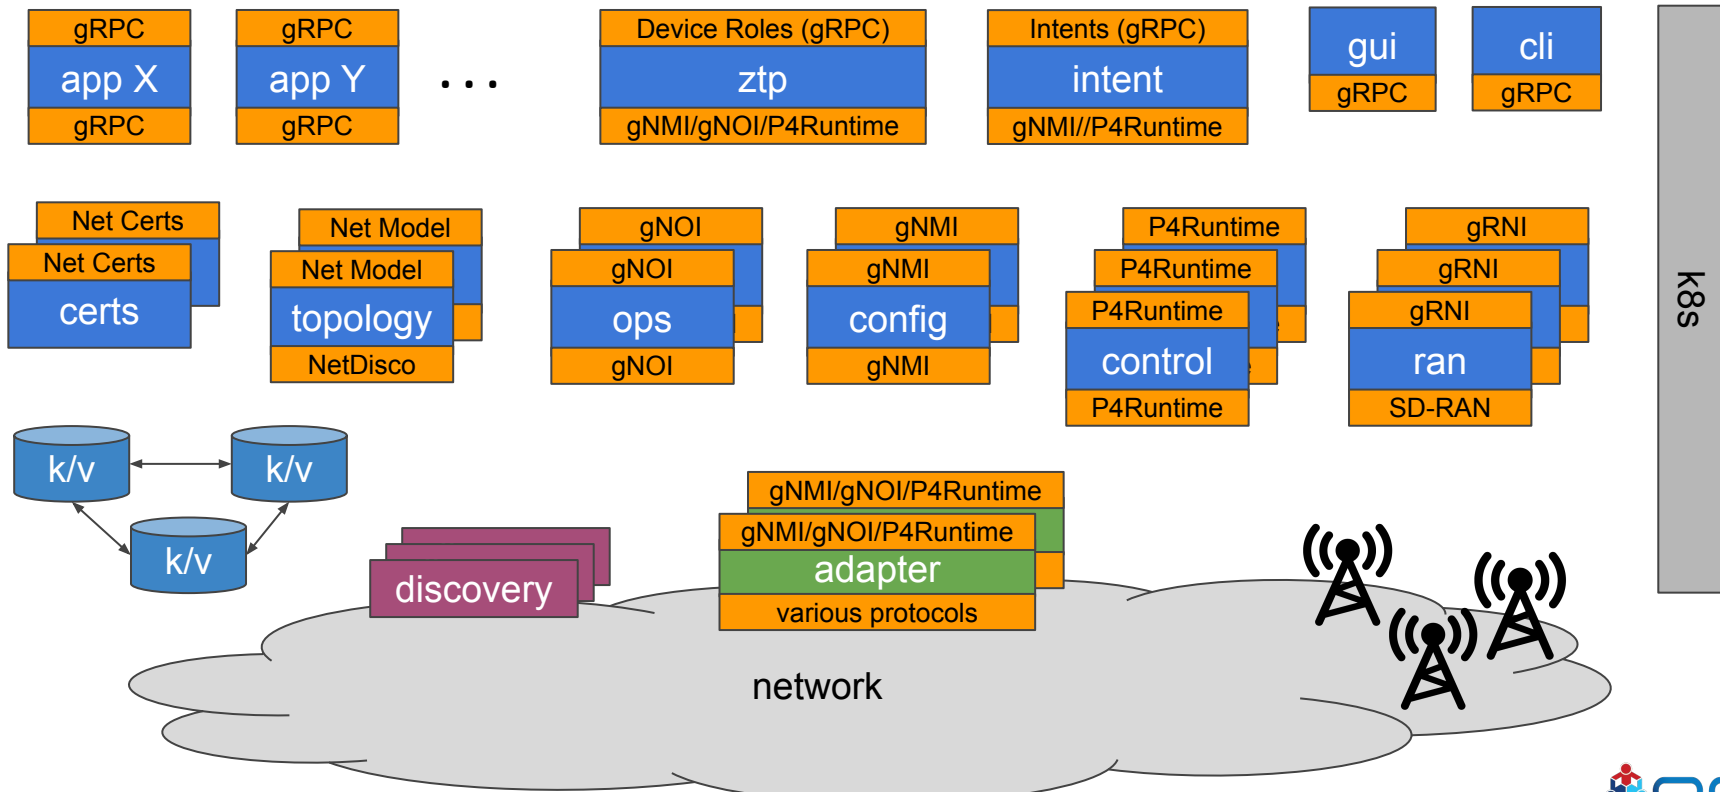 gRPC
app X
gRPC
gRPC
app Y
gRPC
. . .
Device Roles (gRPC)
ztp
gNMI/gNOI/P4Runtime
Intents (gRPC)
intent
gNMI//P4Runtime
gui
gRPC
cli
gRPC
k8s
Net Certs
Net Certs
certs
Net Model
Net Model
topology
NetDisco
gNOI
gNOI
ops
gNOI
gNMI
gNMI
config
gNMI
P4Runtime
P4Runtime
P4Runtime
control
P4Runtime
gRNI
gRNI
gRNI
ran
SD-RAN
k/v
k/v
k/v
discovery
gNMI/gNOI/P4Runtime
gNMI/gNOI/P4Runtime
adapter
various protocols
network